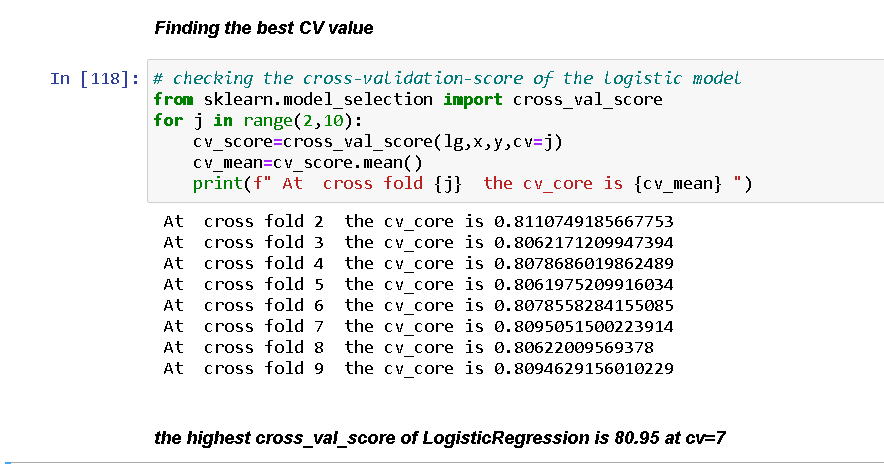 Finding the best CV value
In [118]: # checking the cross-validation-score of the logistic model
from sklearn.model_selection import cross_val_score
for j in range(2,10):
    cv_score=cross_val_score(lg,x,y,cv=j)
    cv_mean=cv_score.mean()
    print(f" At  cross fold {j}  the cv_core is {cv_mean} ")
At  cross fold 2  the cv_core is 0.8110749185667753
At  cross fold 3  the cv_core is 0.8062171209947394
At  cross fold 4  the cv_core is 0.8078686019862489
At  cross fold 5  the cv_core is 0.8061975209916034
At  cross fold 6  the cv_core is 0.8078558284155085
At  cross fold 7  the cv_core is 0.8095051500223914
At  cross fold 8  the cv_core is 0.80622009569378
At  cross fold 9  the cv_core is 0.8094629156010229
the highest cross_val_score of LogisticRegression is 80.95 at cv=7